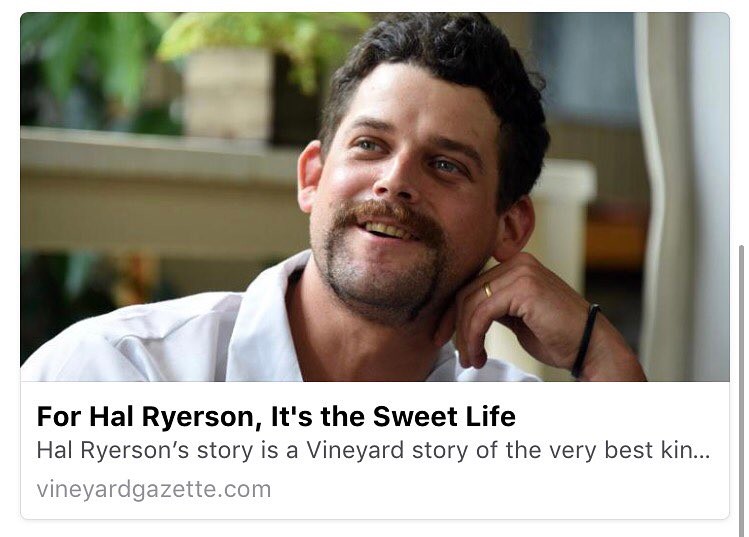 For Hal Ryerson, It's the Sweet Life
Hal Ryerson’s story is a Vineyard story of the very best kin...
vineyardgazette.com